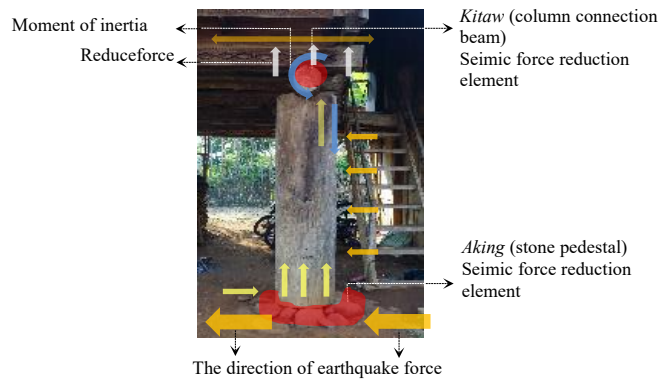 Moment of inertia
Reduceforce
Kitaw (column connection
beam)
Seimic force reduction
element
Aking (stone pedestal)
Seimic force reduction
element
The direction of earthquake force